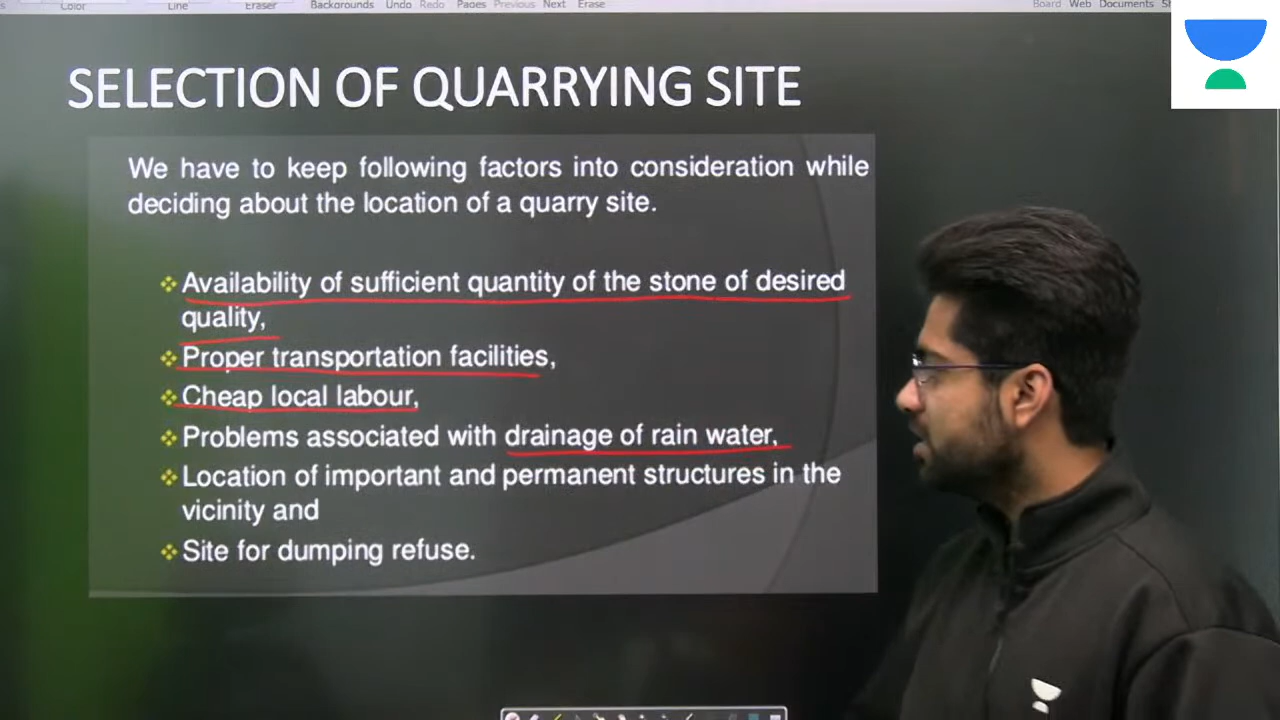 Color Line Eraser Backgrounds Undo Redo Pages Previous Next Erase Board Web Documents
SELECTION OF QUARRYING SITE
We have to keep following factors into consideration while
deciding about the location of a quarry site.
Availability of sufficient quantity of the stone of desired
quality,
Proper transportation facilities,
Cheap local labour,
Problems associated with drainage of rain water,
Location of important and permanent structures in the
vicinity and
Site for dumping refuse.